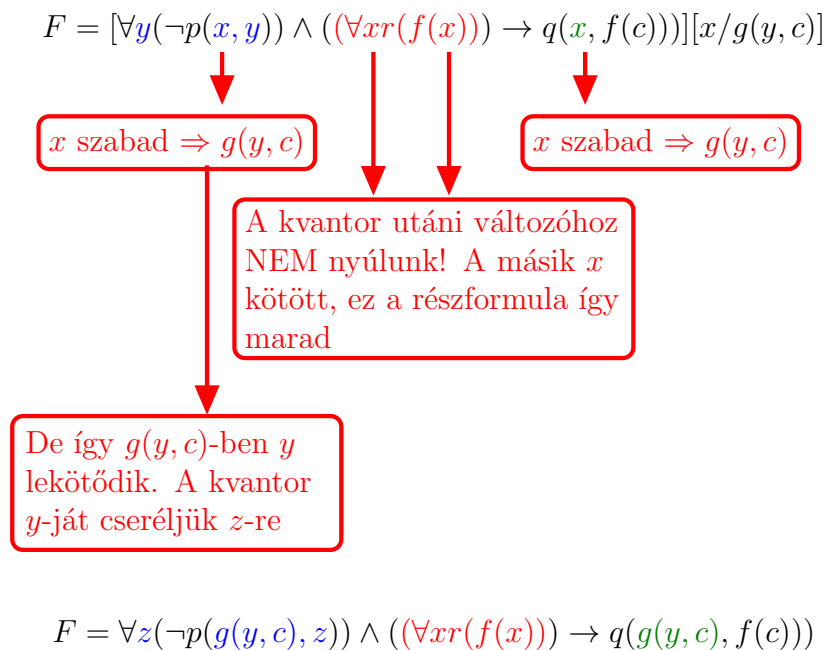 F = [∀y(¬p(x, y)) ∧ ((∀xr(f(x))) → q(x, f(c)))][x/g(y, c]
x szabad ⇒ g(y, c)
x szabad ⇒ g(y, c)
A kvantor utáni változóhoz
NEM nyúlunk! A másik x
kötött, ez a részformula így
marad
De így g(y, c)-ben y
lekötődik. A kvantor
y-ját cseréljük z-re
F = ∀z(¬p(g(y, c), z)) ∧ ((∀xr(f(x))) → q(g(y, c), f(c)))